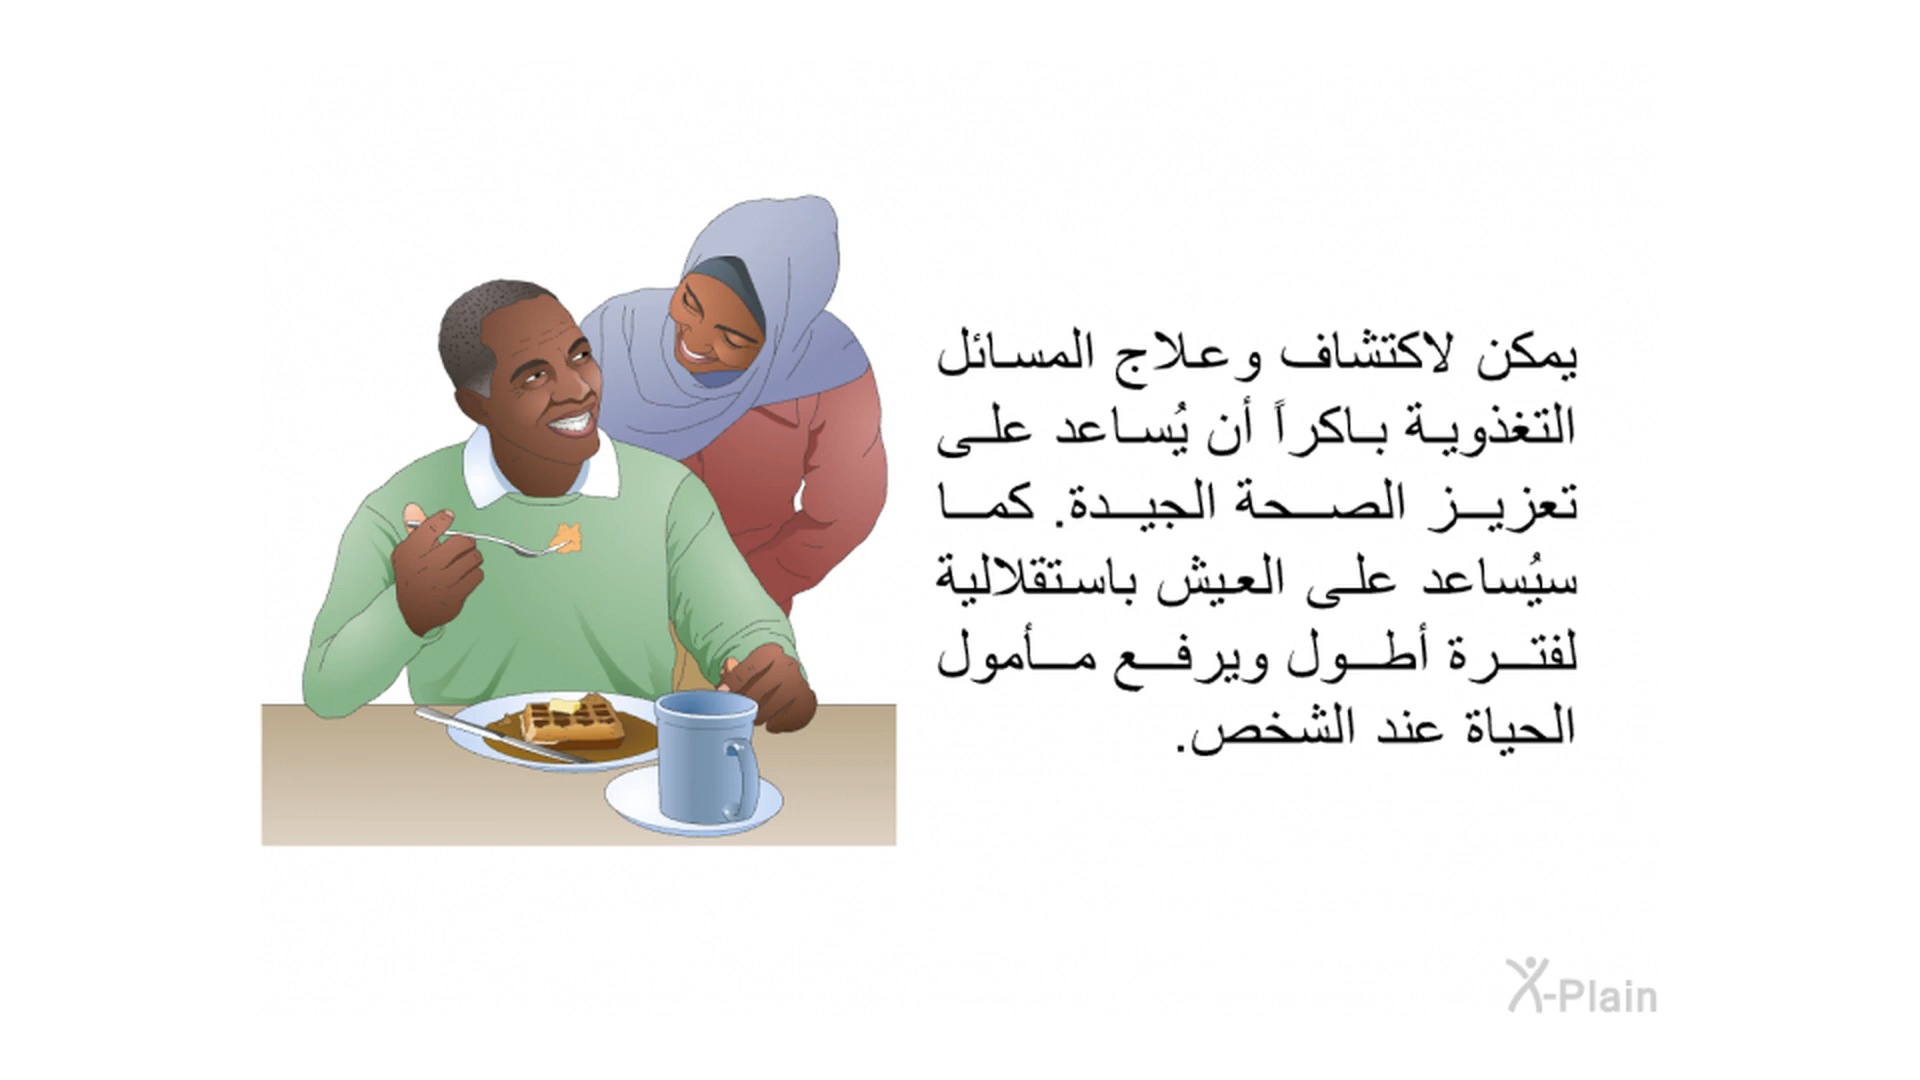 يمكن لاكتشاف وعلاج المسائل
التغذوية باكراً أن يُساعد على
تعزيز الصحة الجيدة. كما
سيُساعد على العيش باستقلالية
لفترة أطول ويرفع مأمول
الحياة عند الشخص.
X-Plain